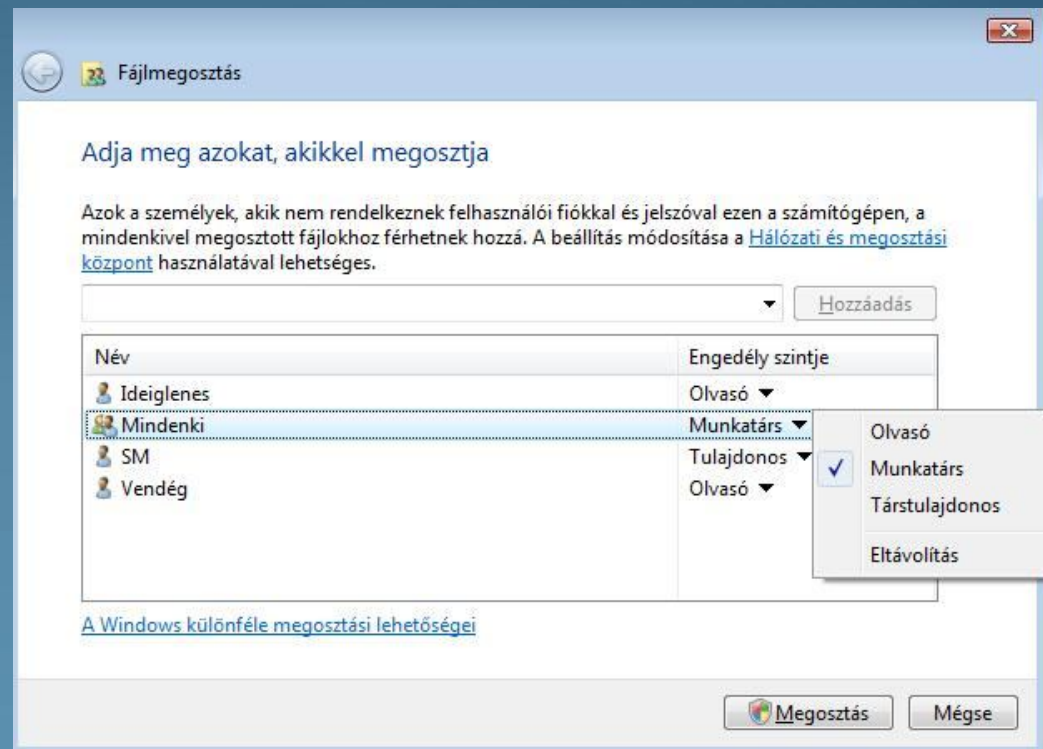 Fájlmegosztás
Adja meg azokat, akikkel megosztja
Azok a személyek, akik nem rendelkeznek felhasználói fiókkal és jelszóval ezen a számítógépen, a
mindenkivel megosztott fájlokhoz férhetnek hozzá. A beállítás módosítása a Hálózati és megosztási
központ használatával lehetséges.
Hozzáadás
Név Engedély szintje
Ideiglenes Olvasó
Mindenki Munkatárs
SM Tulajdonos
Vendég Olvasó
Olvasó
Munkatárs
Társtulajdonos
Eltávolítás
A Windows különféle megosztási lehetőségei
Megosztás Mégse